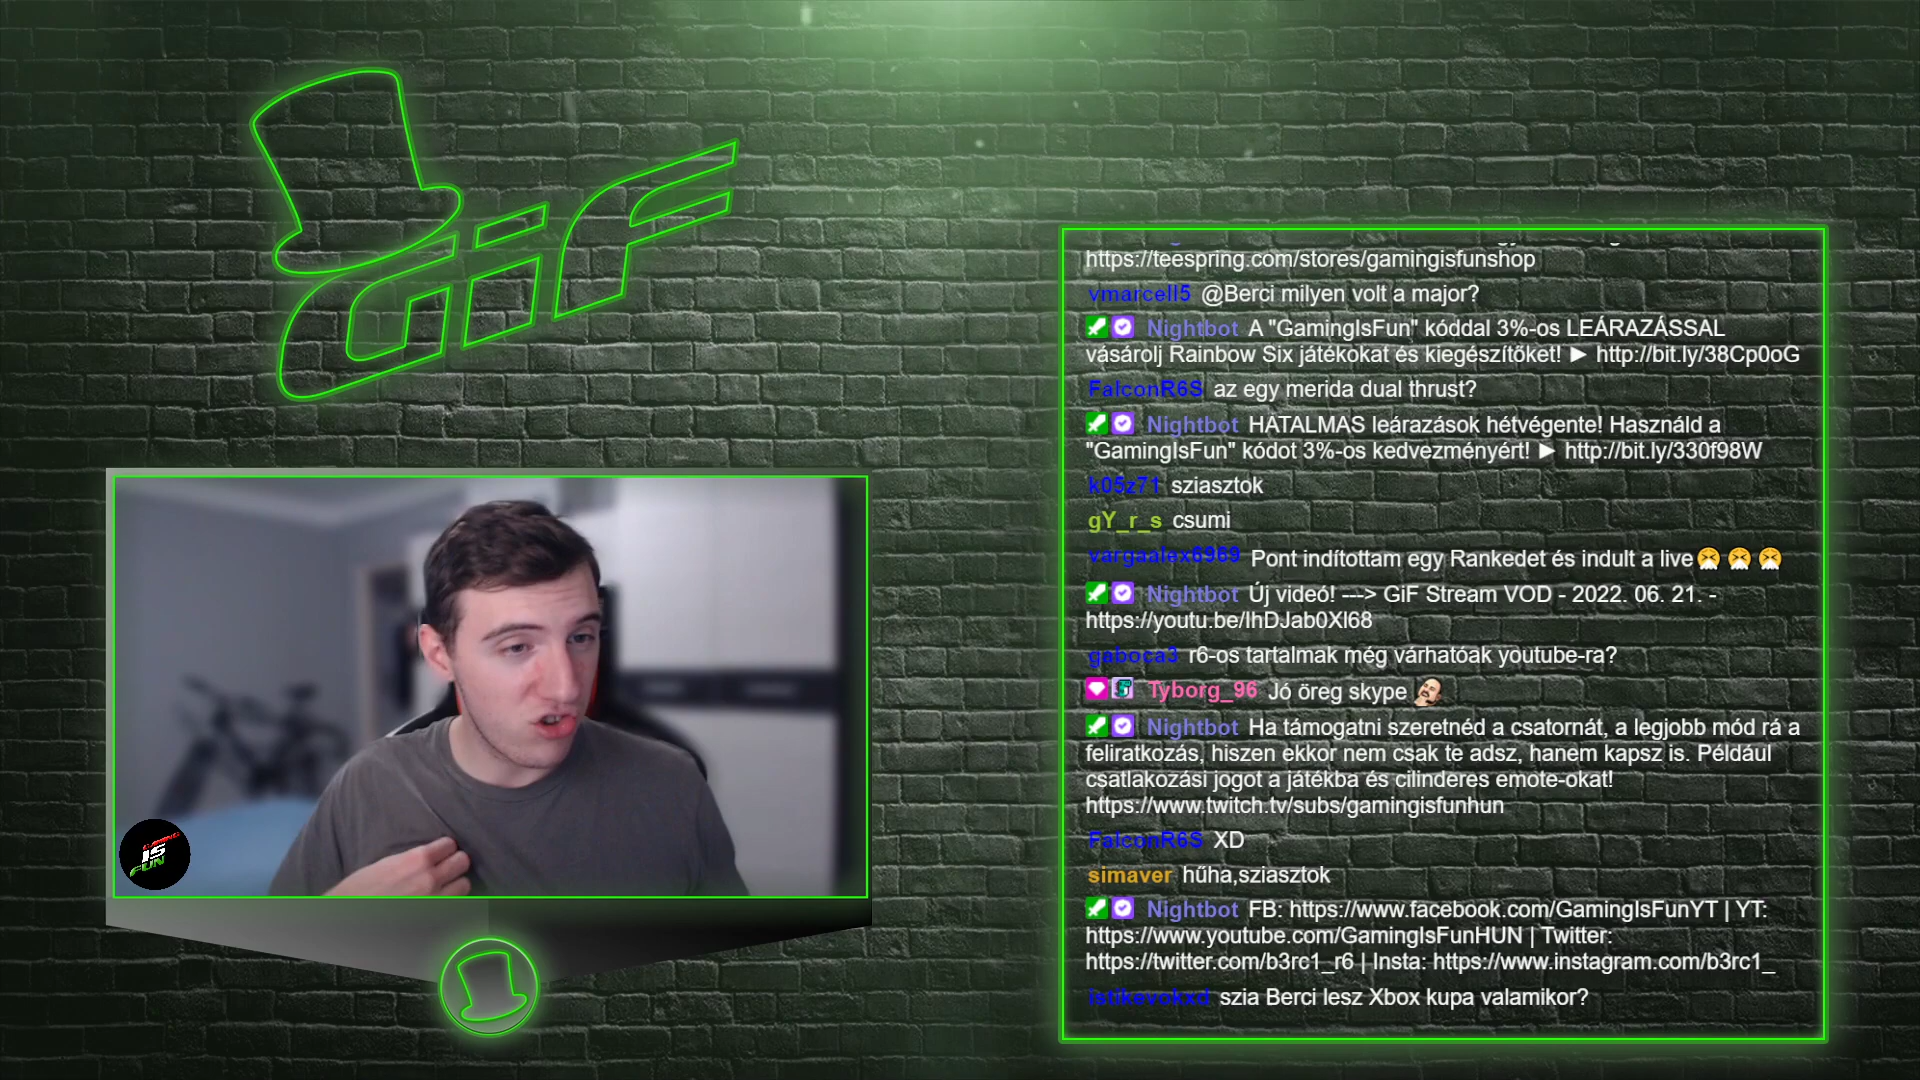 GiF
GAMING
IS
FUN
https://teespring.com/stores/gamingisfunshop
vmarcell5 @Berci milyen volt a major?
Nightbot A "GamingIsFun" kóddal 3%-os LEÁRAZÁSSAL
vásárolj Rainbow Six játékokat és kiegészítőket! ► http://bit.ly/38Cp0oG
FalconR6S az egy merida dual thrust?
Nightbot HATALMAS leárazások hétvégente! Használd a
"GamingIsFun" kódot 3%-os kedvezményért! ► http://bit.ly/330f98W
k05z71 sziasztok
gY_r_s csumi
vargaalex6969 Pont indítottam egy Rankedet és indult a live😤 😤 😤
Nightbot Új videó! ---> GiF Stream VOD - 2022. 06. 21. -
https://youtu.be/IhDJab0Xl68
gaboca3 r6-os tartalmak még várhatóak youtube-ra?
Tyborg_96 Jó öreg skype
Nightbot Ha támogatni szeretnéd a csatornát, a legjobb mód rá a
feliratkozás, hiszen ekkor nem csak te adsz, hanem kapsz is. Például
csatlakozási jogot a játékba és cilinderes emote-okat!
https://www.twitch.tv/subs/gamingisfunhun
FalconR6S XD
simaver hűha,sziasztok
Nightbot FB: https://www.facebook.com/GamingIsFunYT | YT:
https://www.youtube.com/GamingIsFunHUN | Twitter:
https://twitter.com/b3rc1_r6 | Insta: https://www.instagram.com/b3rc1_
istikevokxd szia Berci lesz Xbox kupa valamikor?